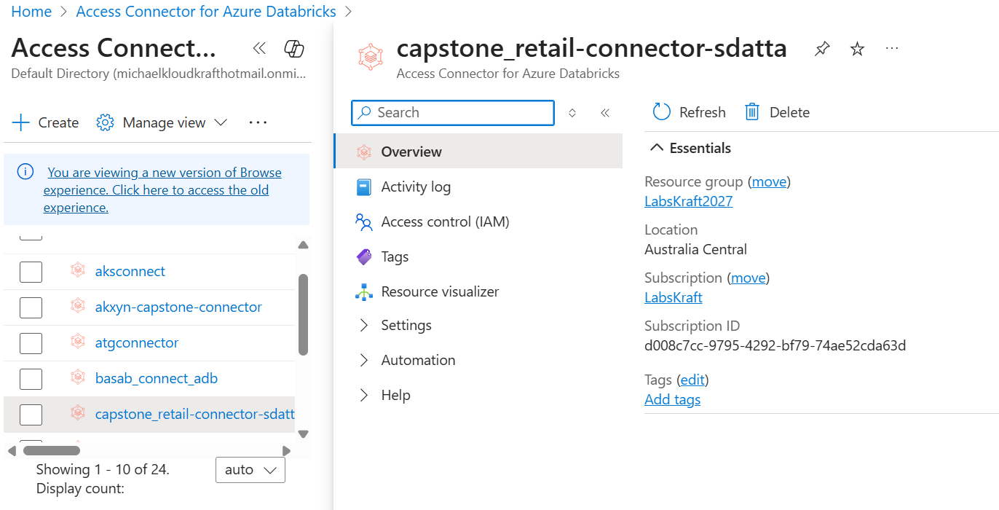 Home > Access Connector for Azure Databricks >
Access Connect...
Default Directory (michaelkloudkrafthotmail.onmi...
Create
Manage view
...
You are viewing a new version of Browse
experience. Click here to access the old
experience.
aksconnect
akxyn-capstone-connector
atgconnector
basab_connect_adb
capstone_retail-connector-sdatt
Showing 1 - 10 of 24.
Display count:
auto
capstone_retail-connector-sdatta
...
Access Connector for Azure Databricks
Search
Overview
Activity log
Access control (IAM)
Tags
Resource visualizer
Settings
Automation
Help
Refresh
Delete
Essentials
Resource group (move)
LabsKraft2027
Location
Australia Central
Subscription (move)
LabsKraft
Subscription ID
d008c7cc-9795-4292-bf79-74ae52cda63d
Tags (edit)
Add tags